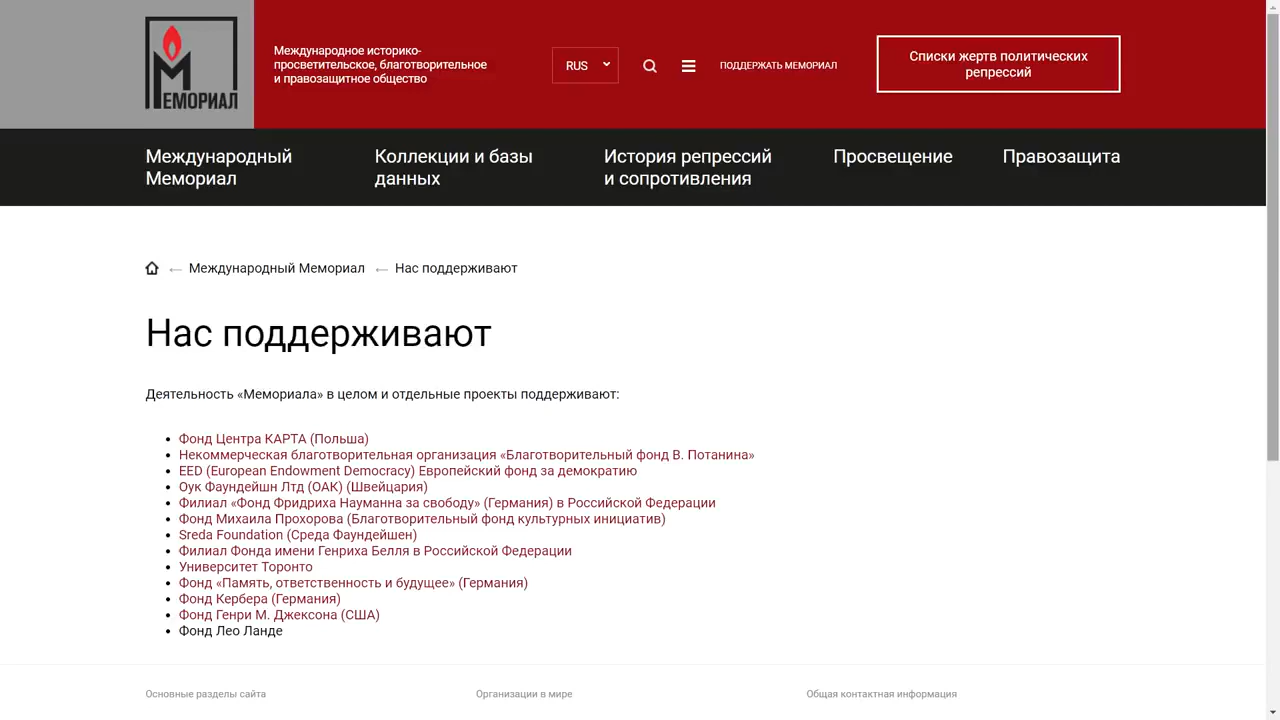 МЕМОРИАЛ
Международное историко-
просветительское, благотворительное
и правозащитное общество
RUS
ПОДДЕРЖАТЬ МЕМОРИАЛ
Списки жертв политических
репрессий
Международный
Мемориал
Коллекции и базы
данных
История репрессий
и сопротивления
Просвещение
Правозащита
Международный Мемориал
Нас поддерживают
Нас поддерживают
Деятельность «Мемориала» в целом и отдельные проекты поддерживают:
Фонд Центра КАРТА (Польша)
Некоммерческая благотворительная организация «Благотворительный фонд В. Потанина»
EED (European Endowment Democracy) Европейский фонд за демократию
Оук Фаундейшн Лтд (ОАК) (Швейцария)
Филиал «Фонд Фридриха Науманна за свободу» (Германия) в Российской Федерации
Фонд Михаила Прохорова (Благотворительный фонд культурных инициатив)
Sreda Foundation (Среда Фаундейшен)
Филиал Фонда имени Генриха Белля в Российской Федерации
Университет Торонто
Фонд «Память, ответственность и будущее» (Германия)
Фонд Кербера (Германия)
Фонд Генри М. Джексона (США)
Фонд Лео Ланде
Основные разделы сайта
Организации в мире
Общая контактная информация